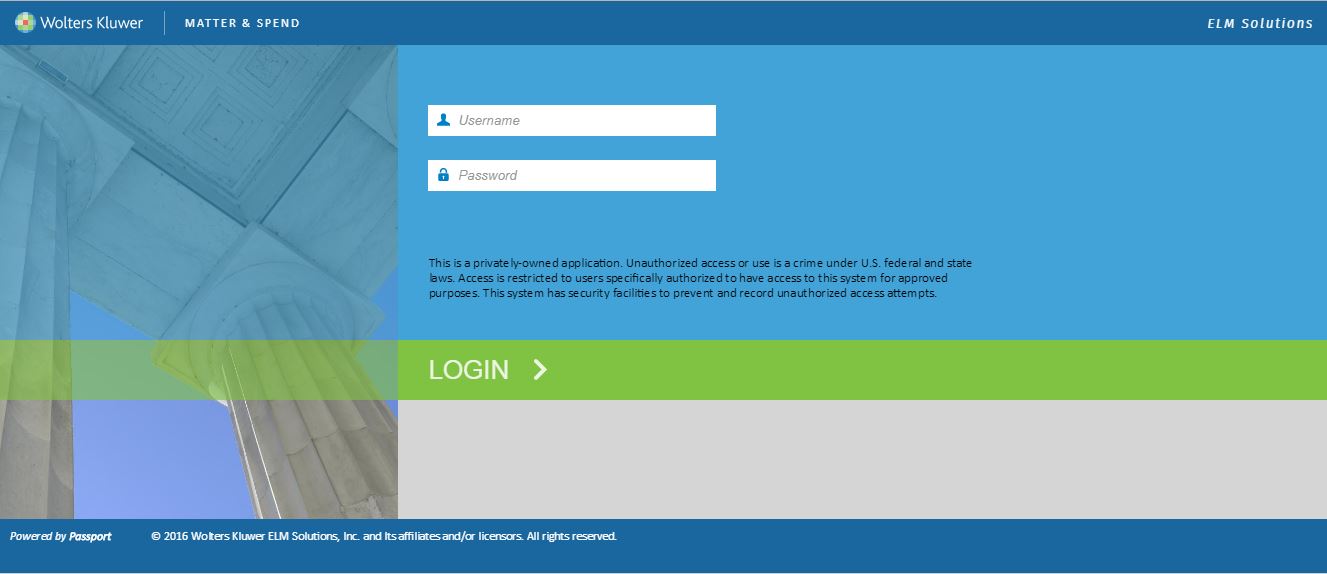 Wolters Kluwer MATTER & SPEND ELM Solutions
Username
Password
This is a privately-owned application. Unauthorized access or use is a crime under U.S. federal and state
laws. Access is restricted to users specifically authorized to have access to this system for approved
purposes. This system has security facilities to prevent and record unauthorized access attempts.
LOGIN
Powered by Passport © 2016 Wolters Kluwer ELM Solutions, Inc. and Its affiliates and/or licensors. All rights reserved.